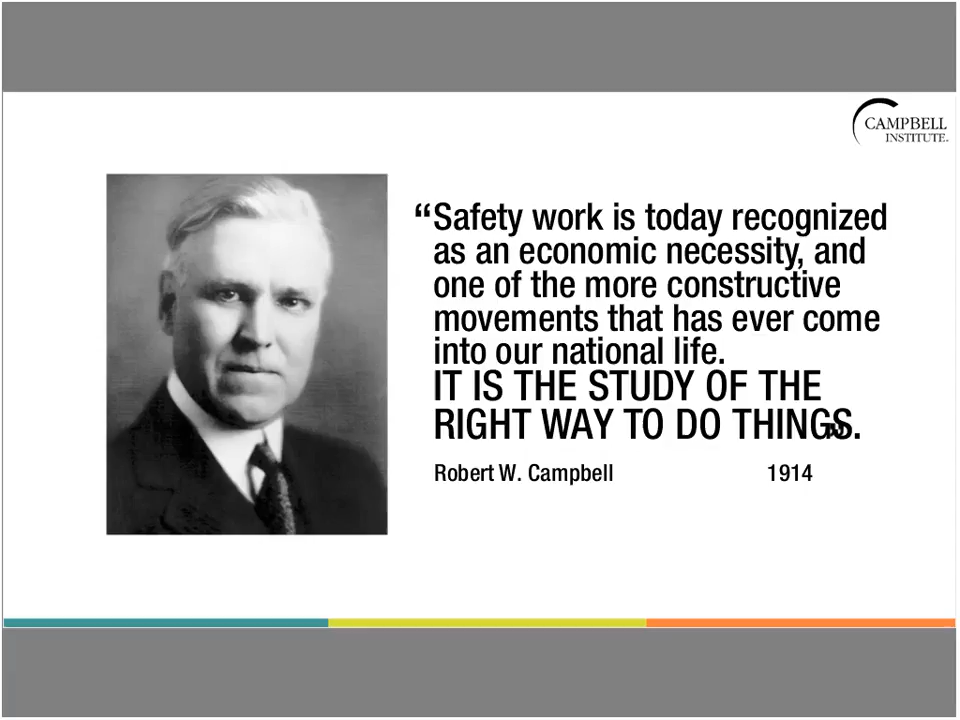 CAMPBELL
INSTITUTE.
“Safety work is today recognized
as an economic necessity, and
one of the more constructive
movements that has ever come
into our national life.
IT IS THE STUDY OF THE
RIGHT WAY TO DO THINGS.”
Robert W. Campbell 1914